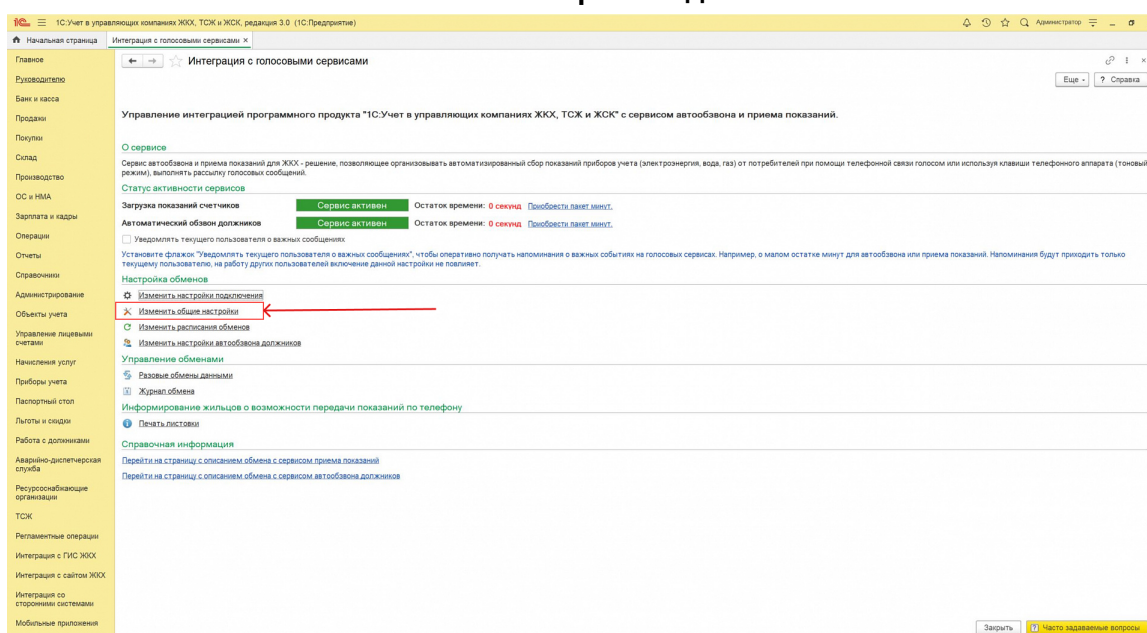 1С:Учет в управляющих компаниях ЖКХ, ТСЖ и ЖСК, редакция 3.0 (1С:Предприятие)
Администратор
Начальная страница
Интеграция с голосовыми сервисами ×
Главное
Руководителю
Банк и касса
Продажи
Покупки
Склад
Производство
ОС и НМА
Зарплата и кадры
Операции
Отчеты
Справочники
Администрирование
Объекты учета
Управление лицевыми
счетами
Начисления услуг
Приборы учета
Паспортный стол
Льготы и скидки
Работа с должниками
Аварийно-диспетчерская
служба
Ресурсоснабжающие
организации
ТСЖ
Регламентные операции
Интеграция с ГИС ЖКХ
Интеграция с сайтом ЖКХ
Интеграция со
сторонними системами
Мобильные приложения
Интеграция с голосовыми сервисами
Еще
? Справка
Управление интеграцией программного продукта "1С:Учет в управляющих компаниях ЖКХ, ТСЖ и ЖСК" с сервисом автообзвона и приема показаний.
О сервисе
Сервис автообзвона и приема показаний для ЖКХ - решение, позволяющее организовывать автоматизированный сбор показаний приборов учета (электроэнергия, вода, газ) от потребителей при помощи телефонной связи голосом или используя клавиши телефонного аппарата (тоновый
режим), выполнять рассылку голосовых сообщений.
Статус активности сервисов
Загрузка показаний счетчиков Сервис активен Остаток времени: 0 секунд Приобрести пакет минут.
Автоматический обзвон должников Сервис активен Остаток времени: 0 секунд Приобрести пакет минут.
Уведомлять текущего пользователя о важных сообщениях
Установите флажок "Уведомлять текущего пользователя о важных сообщениях", чтобы оперативно получать напоминания о важных событиях на голосовых сервисах. Например, о малом остатке минут для автообзвона или приема показаний. Напоминания будут приходить только
текущему пользователю, на работу других пользователей включение данной настройки не повлияет.
Настройка обменов
Изменить настройки подключения
Изменить общие настройки
Изменить расписания обменов
Изменить настройки автообзвона должников
Управление обменами
Разовые обмены данными
Журнал обмена
Информирование жильцов о возможности передачи показаний по телефону
Печать листовки
Справочная информация
Перейти на страницу с описанием обмена с сервисом приема показаний
Перейти на страницу с описанием обмена с сервисом автообзвона должников
Закрыть
? Часто задаваемые вопросы